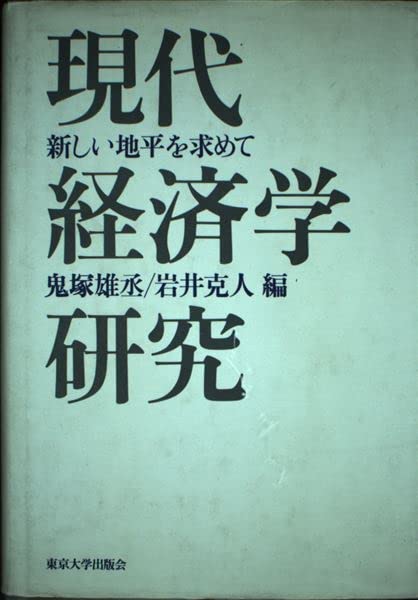 現代
新しい地平を求めて
経済学
鬼塚雄丞/岩井克人 編
研究
東京大学出版会